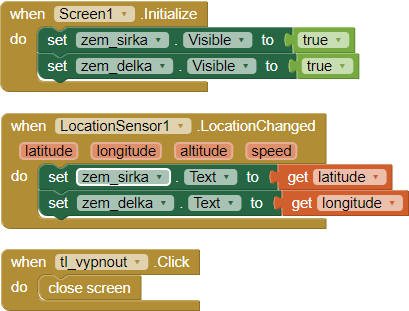 when Screen1 .Initialize
do set zem_sirka . Visible to true
set zem_delka . Visible to true
when LocationSensor1 .LocationChanged
latitude longitude altitude speed
do set zem_sirka . Text to get latitude
set zem_delka . Text to get longitude
when tl_vypnout .Click
do close screen